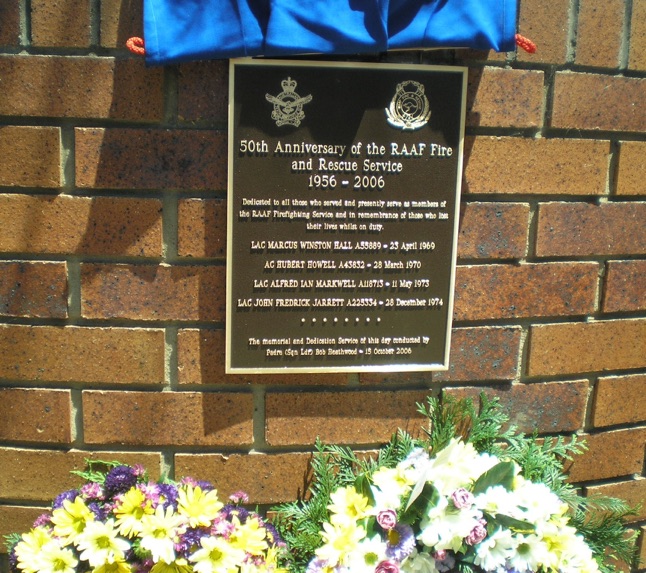 50th Anniversary of the RAAF Fire
and Rescue Service
1956 - 2006
Dedicated to all those who served and presently serve as members of
the RAAF Firefighting Service and in remembrance of those who lost
their lives whilst on duty.
LAC MARCUS WINSTON HALL A53889 - 23 April 1969
AC HUBERT HOWELL A43832 - 28 March 1970
LAC ALFRED IAN MARKWELL A118713 - 11 May 1973
LAC JOHN FREDRICK JARRETT A225334 - 28 December 1974
* * * * * * * *
The memorial and Dedication Service of this day conducted by
Padre (Sqn Ldr) Bob Heathwood - 15 October 2006